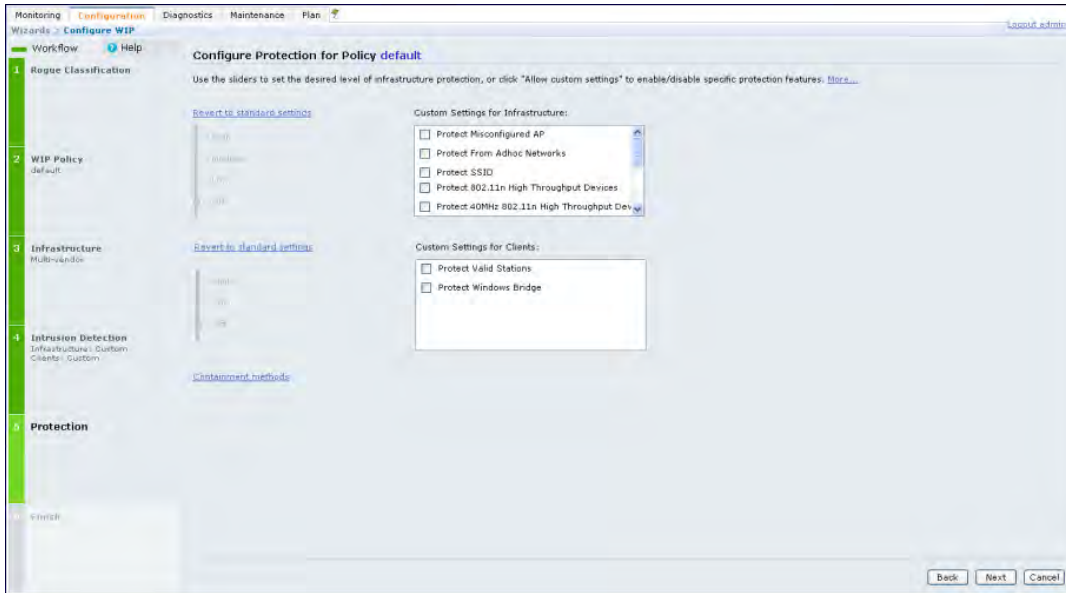 Monitoring Configuration Diagnostics Maintenance Plan
Wizards > Configure WIP
Logout admin
Workflow Help
Configure Protection for Policy default
1 Rogue Classification
Use the sliders to set the desired level of infrastructure protection, or click "Allow custom settings" to enable/disable specific protection features. More...
Revert to standard settings
Custom Settings for Infrastructure:
Protect Misconfigured AP
Protect From Adhoc Networks
Protect SSID
Protect 802.11n High Throughput Devices
Protect 40MHz 802.11n High Throughput Dev
2 WIP Policy
default
3 Infrastructure
Multi-vendor
Revert to standard settings
Custom Settings for Clients:
Protect Valid Stations
Protect Windows Bridge
4 Intrusion Detection
Infrastructure: Custom
Clients: Custom
Containment methods
5 Protection
Finish
Back Next Cancel